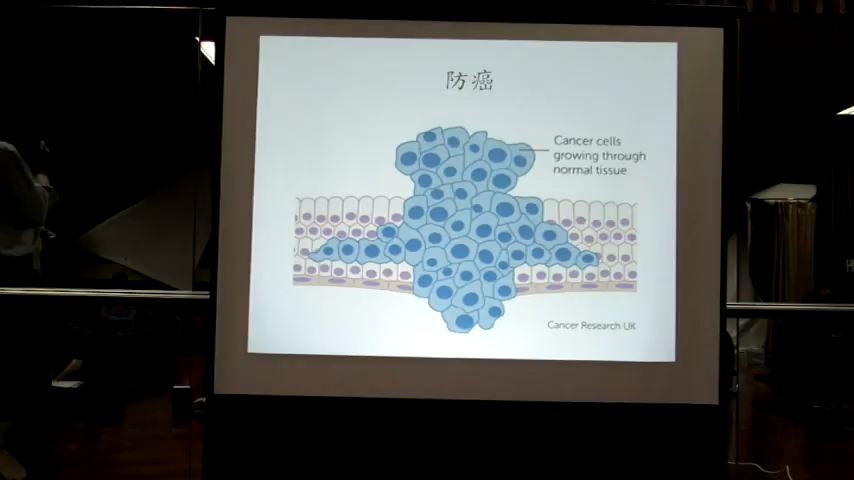 防癌
Cancer cells
growing through
normal tissue
Cancer Research UK